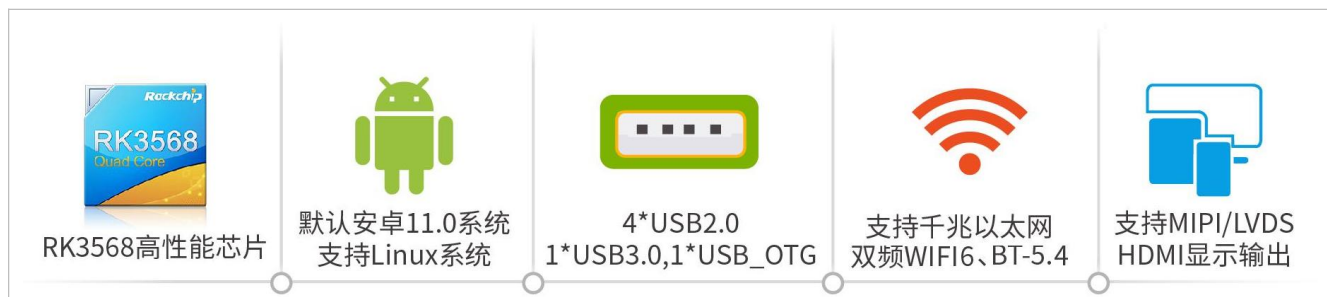 Rockchip
RK3568
Quad Core
RK3568高性能芯片
默认安卓11.0系统
支持Linux系统
4*USB2.0
1*USB3.0,1*USB_OTG
支持千兆以太网
双频WIFI6、BT-5.4
支持MIPI/LVDS
HDMI显示输出